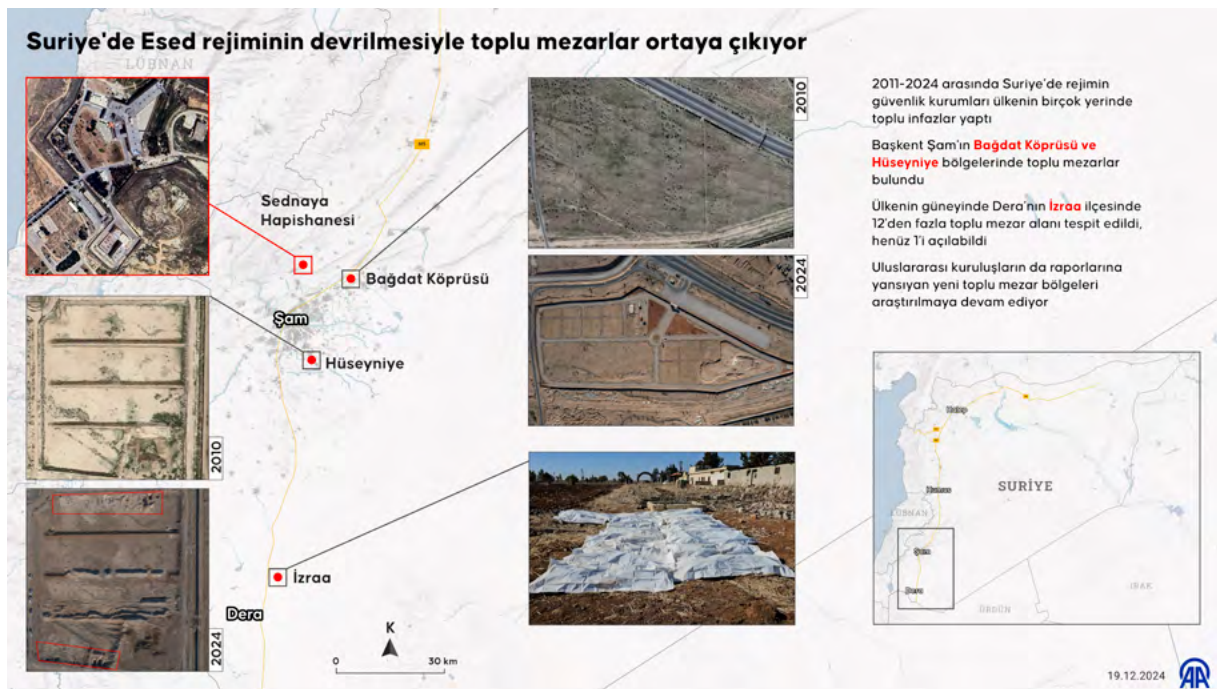 Suriye'de Esed rejiminin devrilmesiyle toplu mezarlar ortaya çıkıyor
LÜBNAN
Sednaya
Hapishanesi
Bağdat Köprüsü
Şam
Hüseyniye
İzraa
Dera
2010
2024
2010
2024
K
0
30 km
2011-2024 arasında Suriye'de rejimin
güvenlik kurumları ülkenin birçok yerinde
toplu infazlar yaptı
Başkent Şam'ın Bağdat Köprüsü ve
Hüseyniye bölgelerinde toplu mezarlar
bulundu
Ülkenin güneyinde Dera'nın İzraa ilçesinde
12'den fazla toplu mezar alanı tespit edildi,
henüz 1'i açılabildi
Uluslararası kuruluşların da raporlarına
yansıyan yeni toplu mezar bölgeleri
araştırılmaya devam ediyor
Halep
Humus
SURİYE
LÜBNAN
Şam
Dera
ÜRDÜN
IRAK
19.12.2024
AA